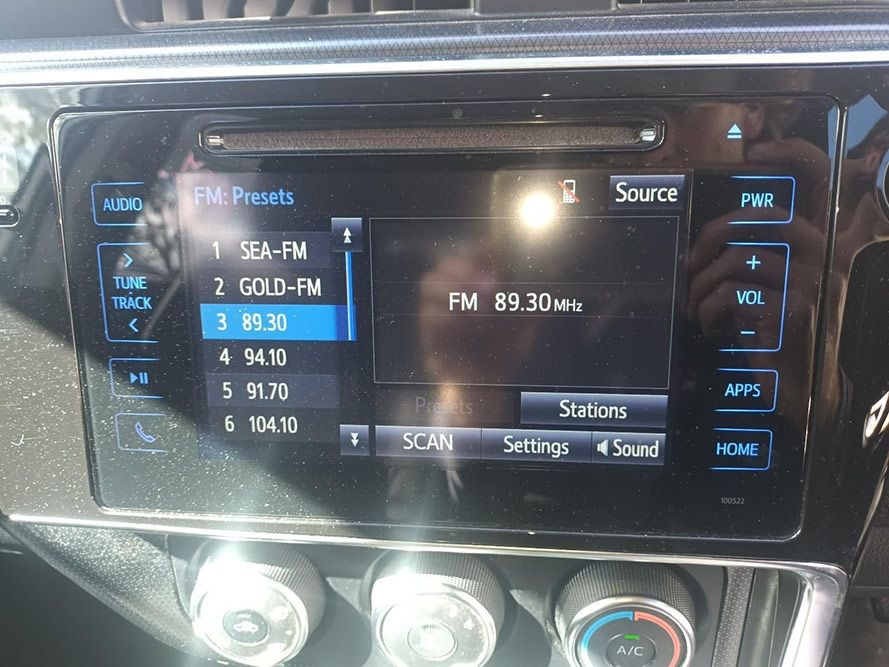 AUDIO
FM: Presets
Source
PWR
>
TUNE
TRACK
<
1 SEA-FM
2 GOLD-FM
3 89.30
4 94.10
5 91.70
6 104.10
FM 89.30 MHz
+
VOL
−
Presets
Stations
SCAN
Settings
Sound
APPS
HOME
100522
A/C